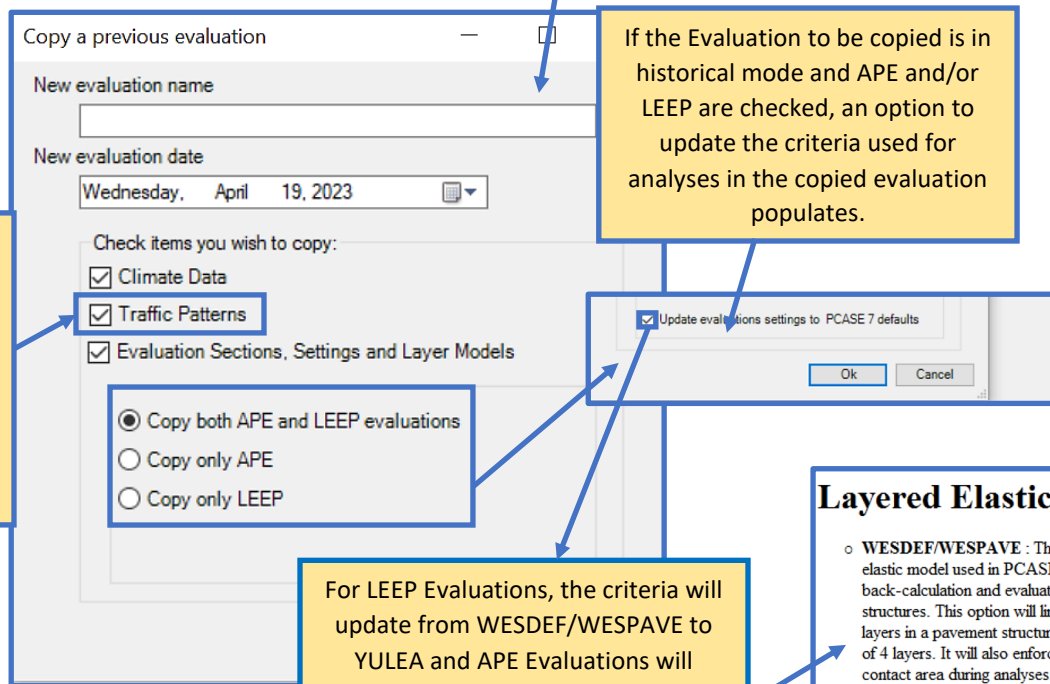 Copy a previous evaluation
New evaluation name
New evaluation date
Wednesday, April 19, 2023
Check items you wish to copy:
Climate Data
Traffic Patterns
Evaluation Sections, Settings and Layer Models
Copy both APE and LEEP evaluations
Copy only APE
Copy only LEEP
If the Evaluation to be copied is in
historical mode and APE and/or
LEEP are checked, an option to
update the criteria used for
analyses in the copied evaluation
populates.
Update evaluations settings to PCASE 7 defaults
Ok Cancel
For LEEP Evaluations, the criteria will
update from WESDEF/WESPAVE to
YULEA and APE Evaluations will
Layered Elastic
WESDEF/WESPAVE : Th
elastic model used in PCAS
back-calculation and evaluat
structures. This option will li
layers in a pavement structu
of 4 layers. It will also enforc
contact area during analyses